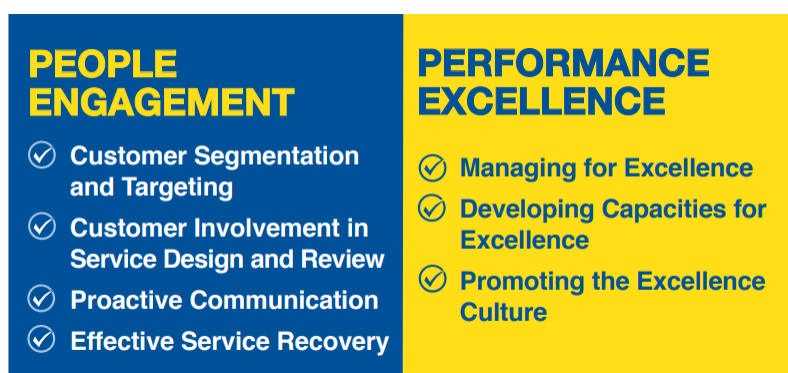 PEOPLE
ENGAGEMENT
Customer Segmentation
and Targeting
Customer Involvement in
Service Design and Review
Proactive Communication
Effective Service Recovery
PERFORMANCE
EXCELLENCE
Managing for Excellence
Developing Capacities for
Excellence
Promoting the Excellence
Culture